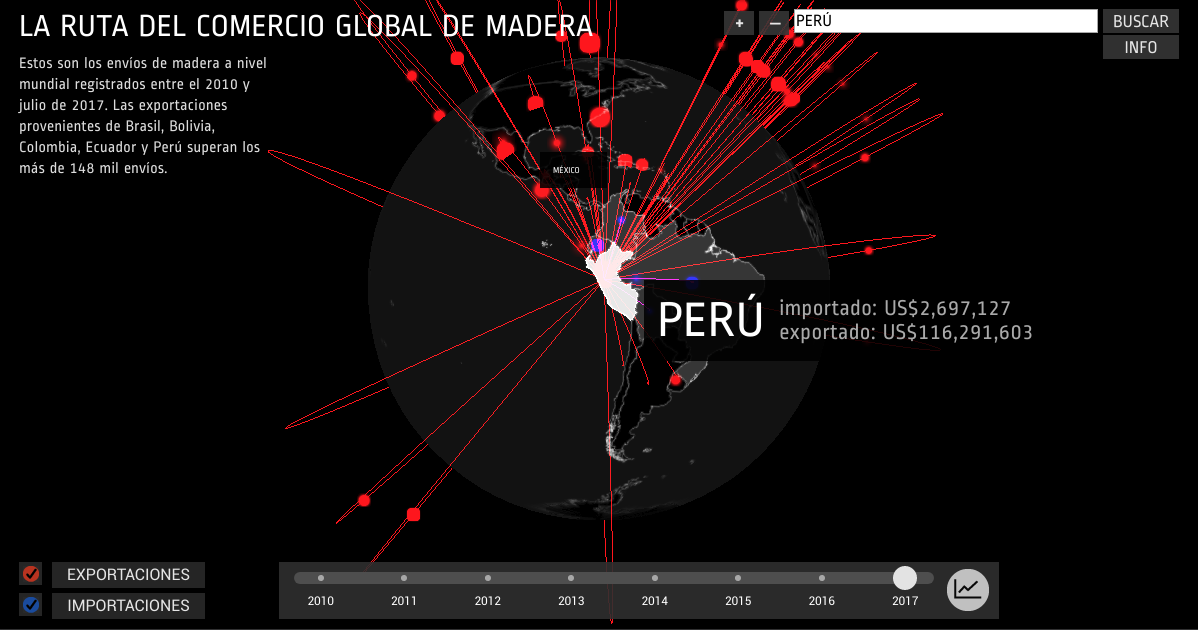 LA RUTA DEL COMERCIO GLOBAL DE MADERA
Estos son los envíos de madera a nivel
mundial registrados entre el 2010 y
julio de 2017. Las exportaciones
provenientes de Brasil, Bolivia,
Colombia, Ecuador y Perú superan los
más de 148 mil envíos.
+
−
PERÚ
BUSCAR
INFO
MÉXICO
PERÚ
importado: US$2,697,127
exportado: US$116,291,603
EXPORTACIONES
IMPORTACIONES
2010 2011 2012 2013 2014 2015 2016 2017